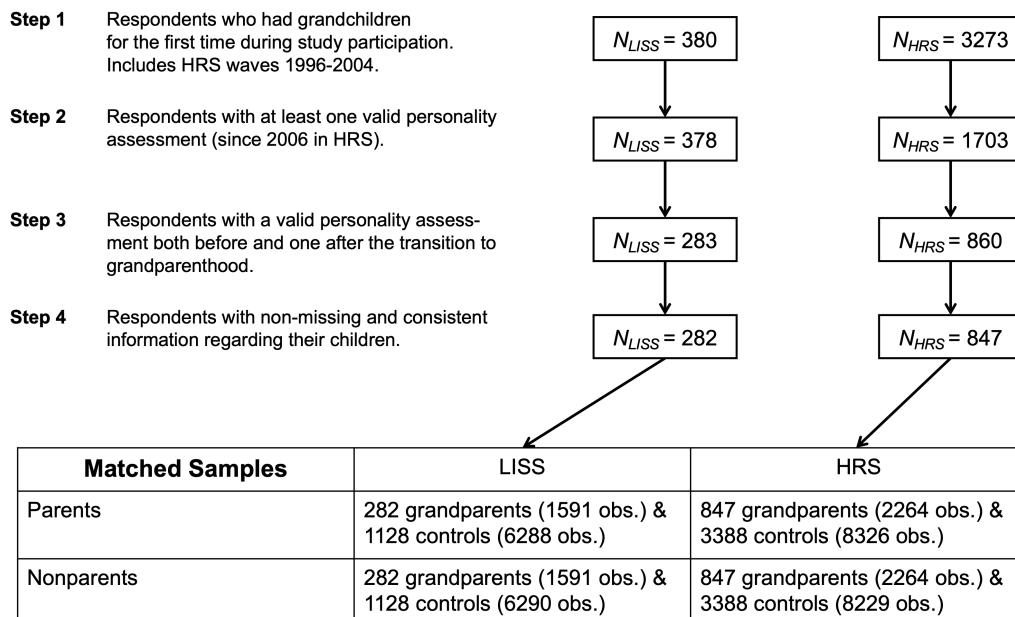 Step 1 Respondents who had grandchildren
for the first time during study participation.
Includes HRS waves 1996-2004.
N_LISS = 380
N_HRS = 3273
Step 2 Respondents with at least one valid personality
assessment (since 2006 in HRS).
N_LISS = 378
N_HRS = 1703
Step 3 Respondents with a valid personality assess-
ment both before and one after the transition to
grandparenthood.
N_LISS = 283
N_HRS = 860
Step 4 Respondents with non-missing and consistent
information regarding their children.
N_LISS = 282
N_HRS = 847
Matched Samples LISS HRS
Parents
282 grandparents (1591 obs.) &
1128 controls (6288 obs.)
847 grandparents (2264 obs.) &
3388 controls (8326 obs.)
Nonparents
282 grandparents (1591 obs.) &
1128 controls (6290 obs.)
847 grandparents (2264 obs.) &
3388 controls (8229 obs.)